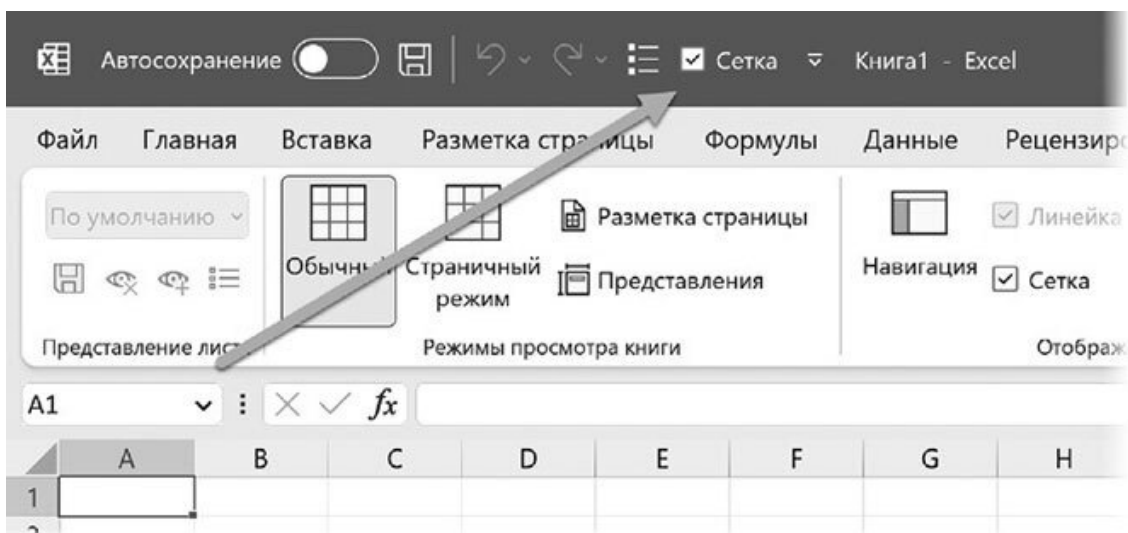 Автосохранение Сетка Книга1 - Excel
Файл Главная Вставка Разметка страницы Формулы Данные
По умолчанию Разметка страницы Линейка
Обычный Страничный режим Представления Навигация Сетка
Представление Режимы просмотра книги
A1 fx
A B C D E F G H
1